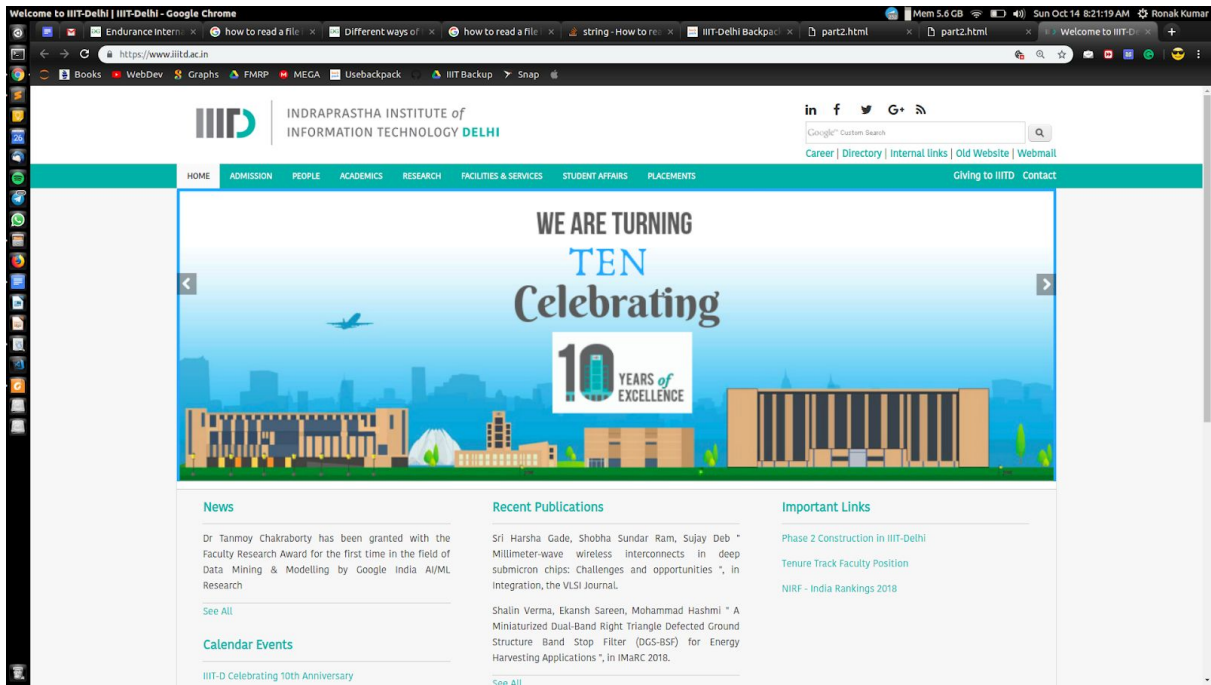 Welcome to IIIT-Delhi | IIIT-Delhi - Google Chrome
Mem 5.6 GB Sun Oct 14 8:21:19 AM Ronak Kumar
Endurance Intern how to read a file Different ways of how to read a file string - How to re IIIT-Delhi Backpac part2.html part2.html Welcome to IIIT-D
https://www.iiitd.ac.in
Books WebDev Graphs FMRP MEGA Usebackpack IIIT Backup Snap
26
IIITD
INDRAPRASTHA INSTITUTE of
INFORMATION TECHNOLOGY DELHI
in f G+
Google Custom Search
Career | Directory | Internal links | Old Website | Webmail
HOME ADMISSION PEOPLE ACADEMICS RESEARCH FACILITIES & SERVICES STUDENT AFFAIRS PLACEMENTS Giving to IIITD Contact
WE ARE TURNING
TEN
Celebrating
10 YEARS of
EXCELLENCE
News
Dr Tanmoy Chakraborty has been granted with the
Faculty Research Award for the first time in the field of
Data Mining & Modelling by Google India AI/ML
Research
See All
Calendar Events
IIIT-D Celebrating 10th Anniversary
Recent Publications
Sri Harsha Gade, Shobha Sundar Ram, Sujay Deb "
Millimeter-wave wireless interconnects in deep
submicron chips: Challenges and opportunities ", in
Integration, the VLSI Journal.
Shalin Verma, Ekansh Sareen, Mohammad Hashmi " A
Miniaturized Dual-Band Right Triangle Defected Ground
Structure Band Stop Filter (DGS-BSF) for Energy
Harvesting Applications ", in IMaRC 2018.
See All
Important Links
Phase 2 Construction in IIIT-Delhi
Tenure Track Faculty Position
NIRF - India Rankings 2018